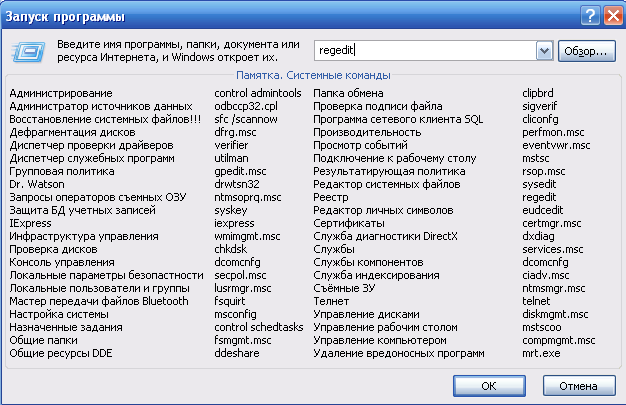 Запуск программы
Введите имя программы, папки, документа или
ресурса Интернета, и Windows откроет их.
regedit
Обзор...
Памятка. Системные команды
Администрирование control admintools Папка обмена clipbrd
Администратор источников данных odbccp32.cpl Проверка подписи файла sigverif
Восстановление системных файлов!!! sfc /scannow Программа сетевого клиента SQL cliconfg
Дефрагментация дисков dfrg.msc Производительность perfmon.msc
Диспетчер проверки драйверов verifier Просмотр событий eventvwr.msc
Диспетчер служебных программ utilman Подключение к рабочему столу mstsc
Групповая политика gpedit.msc Результатирующая политика rsop.msc
Dr. Watson drwtsn32 Редактор системных файлов sysedit
Запросы операторов съемных ОЗУ ntmsoprq.msc Реестр regedit
Защита БД учетных записей syskey Редактор личных символов eudcedit
IExpress iexpress Сертификаты certmgr.msc
Инфраструктура управления wmimgmt.msc Служба диагностики DirectX dxdiag
Проверка дисков chkdsk Службы services.msc
Консоль управления dcomcnfg Службы компонентов dcomcnfg
Локальные параметры безопастности secpol.msc Служба индексирования ciadv.msc
Локальные пользователи и группы lusrmgr.msc Съёмные ЗУ ntmsmgr.msc
Мастер передачи файлов Bluetooth fsquirt Телнет telnet
Настройка системы msconfig Управление дисками diskmgmt.msc
Назначенные задания control schedtasks Управление рабочим столом mstscoo
Общие папки fsmgmt.msc Управление компьютером compmgmt.msc
Общие ресурсы DDE ddeshare Удаление вредоносных программ mrt.exe
OK Отмена